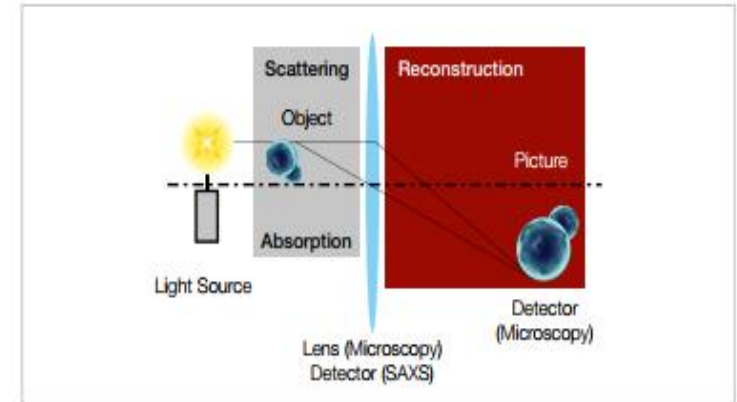 Scattering
Reconstruction
Object
Picture
Absorption
Light Source
Detector
(Microscopy)
Lens (Microscopy)
Detector (SAXS)